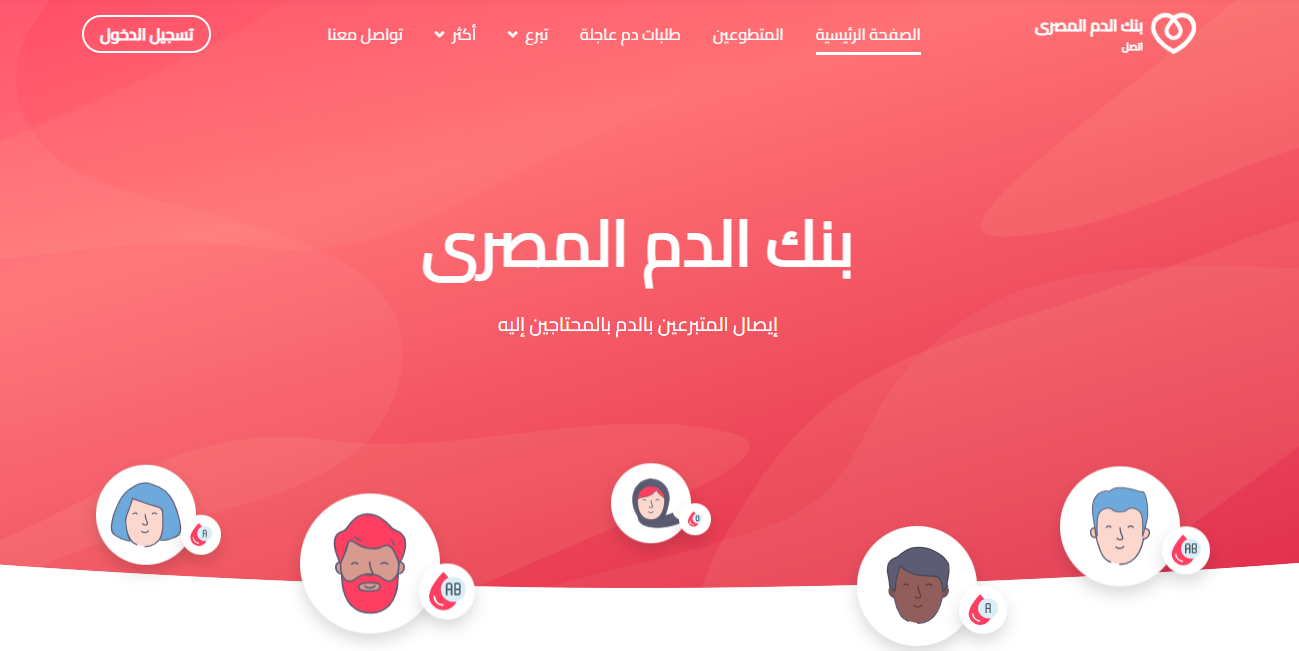 بنك الدم المصرى
اتصل
الصفحة الرئيسية
المتطوعين
طلبات دم عاجلة
تبرع
أكثر
تواصل معنا
تسجيل الدخول
بنك الدم المصرى
إيصال المتبرعين بالدم بالمحتاجين إليه
AB
A
O
AB
A